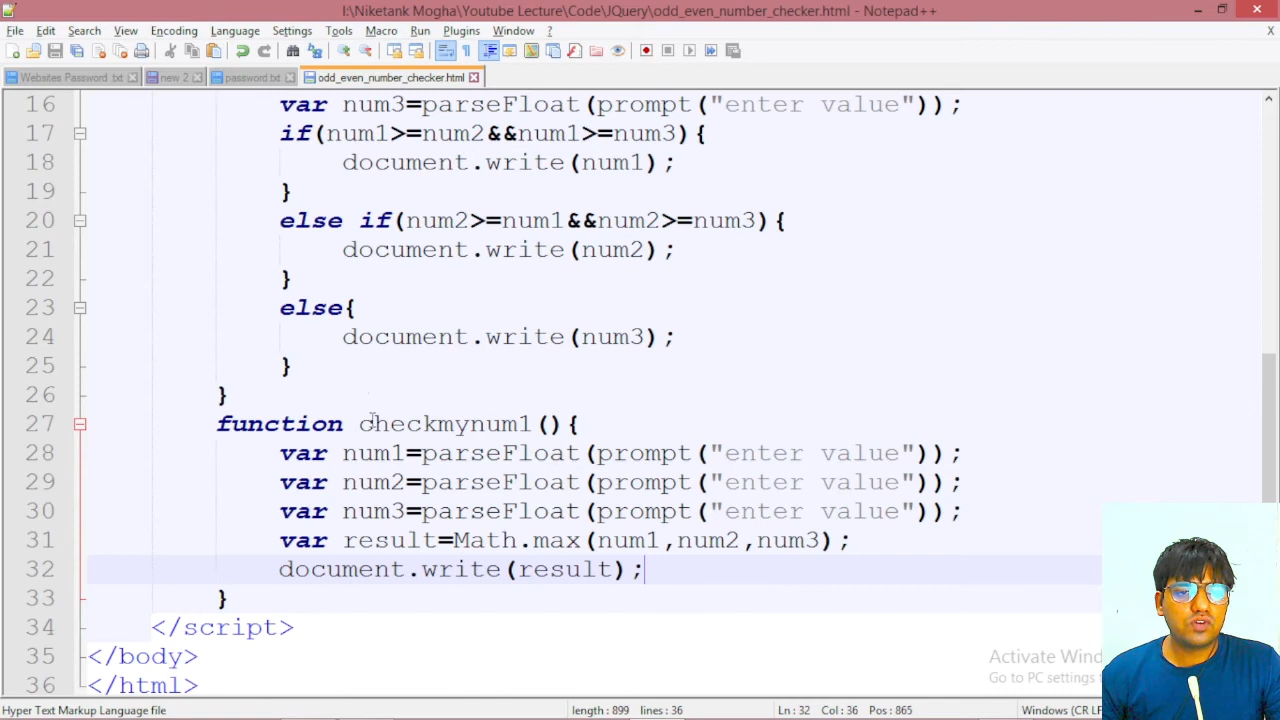 I:\Niketank Mogha\Youtube Lecture\Code\JQuery\odd_even_number_checker.html - Notepad++
File Edit Search View Encoding Language Settings Tools Macro Run Plugins Window ?
X
Websites Password .txt new 2 password.txt odd_even_number_checker.html
16 var num3=parseFloat(prompt("enter value"));
17 if(num1>=num2&&num1>=num3){
18 document.write(num1);
19 }
20 else if(num2>=num1&&num2>=num3){
21 document.write(num2);
22 }
23 else{
24 document.write(num3);
25 }
26 }
27 function checkmynum1(){
28 var num1=parseFloat(prompt("enter value"));
29 var num2=parseFloat(prompt("enter value"));
30 var num3=parseFloat(prompt("enter value"));
31 var result=Math.max(num1,num2,num3);
32 document.write(result);
33 }
34 </script>
35 </body>
36 </html>
Activate Wind
Go to PC settings
Hyper Text Markup Language file length : 899 lines : 36 Ln : 32 Col : 36 Pos : 865 Windows (CR LF